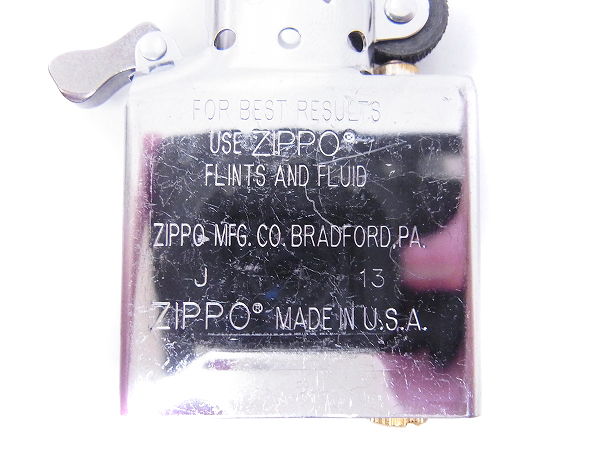 FOR BEST RESULTS
USE ZIPPO®
FLINTS AND FLUID
ZIPPO MFG. CO. BRADFORD, PA.
J 13
ZIPPO® MADE IN U.S.A.